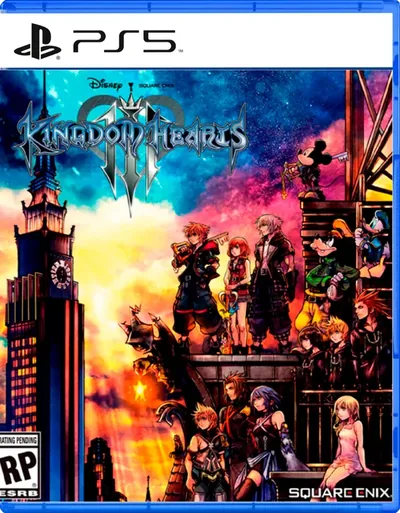 PS5
Disney SQUARE ENIX
KINGDOM HEARTS
III
RATING PENDING
RP
ESRB
SQUARE ENIX